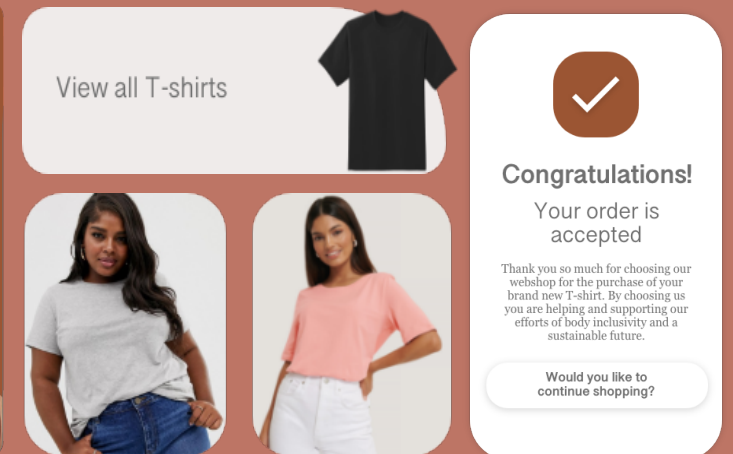 View all T-shirts
Congratulations!
Your order is
accepted
Thank you so much for choosing our
webshop for the purchase of your
brand new T-shirt. By choosing us
you are helping and supporting our
efforts of body inclusivity and a
sustainable future.
Would you like to
continue shopping?